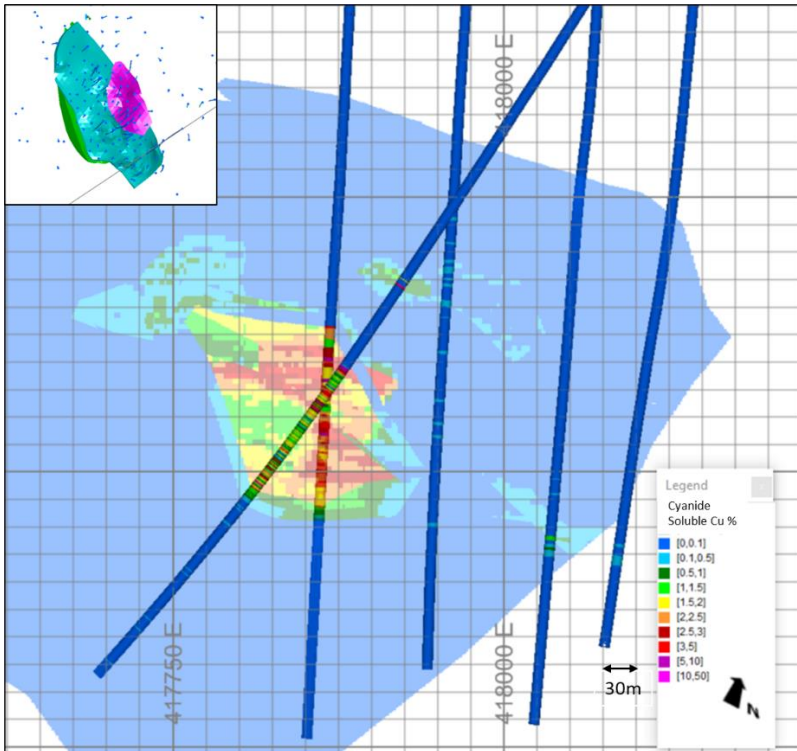 418000 E
417750 E
418000 E
Legend
Cyanide
Soluble Cu %
[0,0.1]
[0.1,0.5]
[0.5,1]
[1,1.5]
[1.5,2]
[2,2.5]
[2.5,3]
[3,5]
[5,10]
[10,50]
30m
N